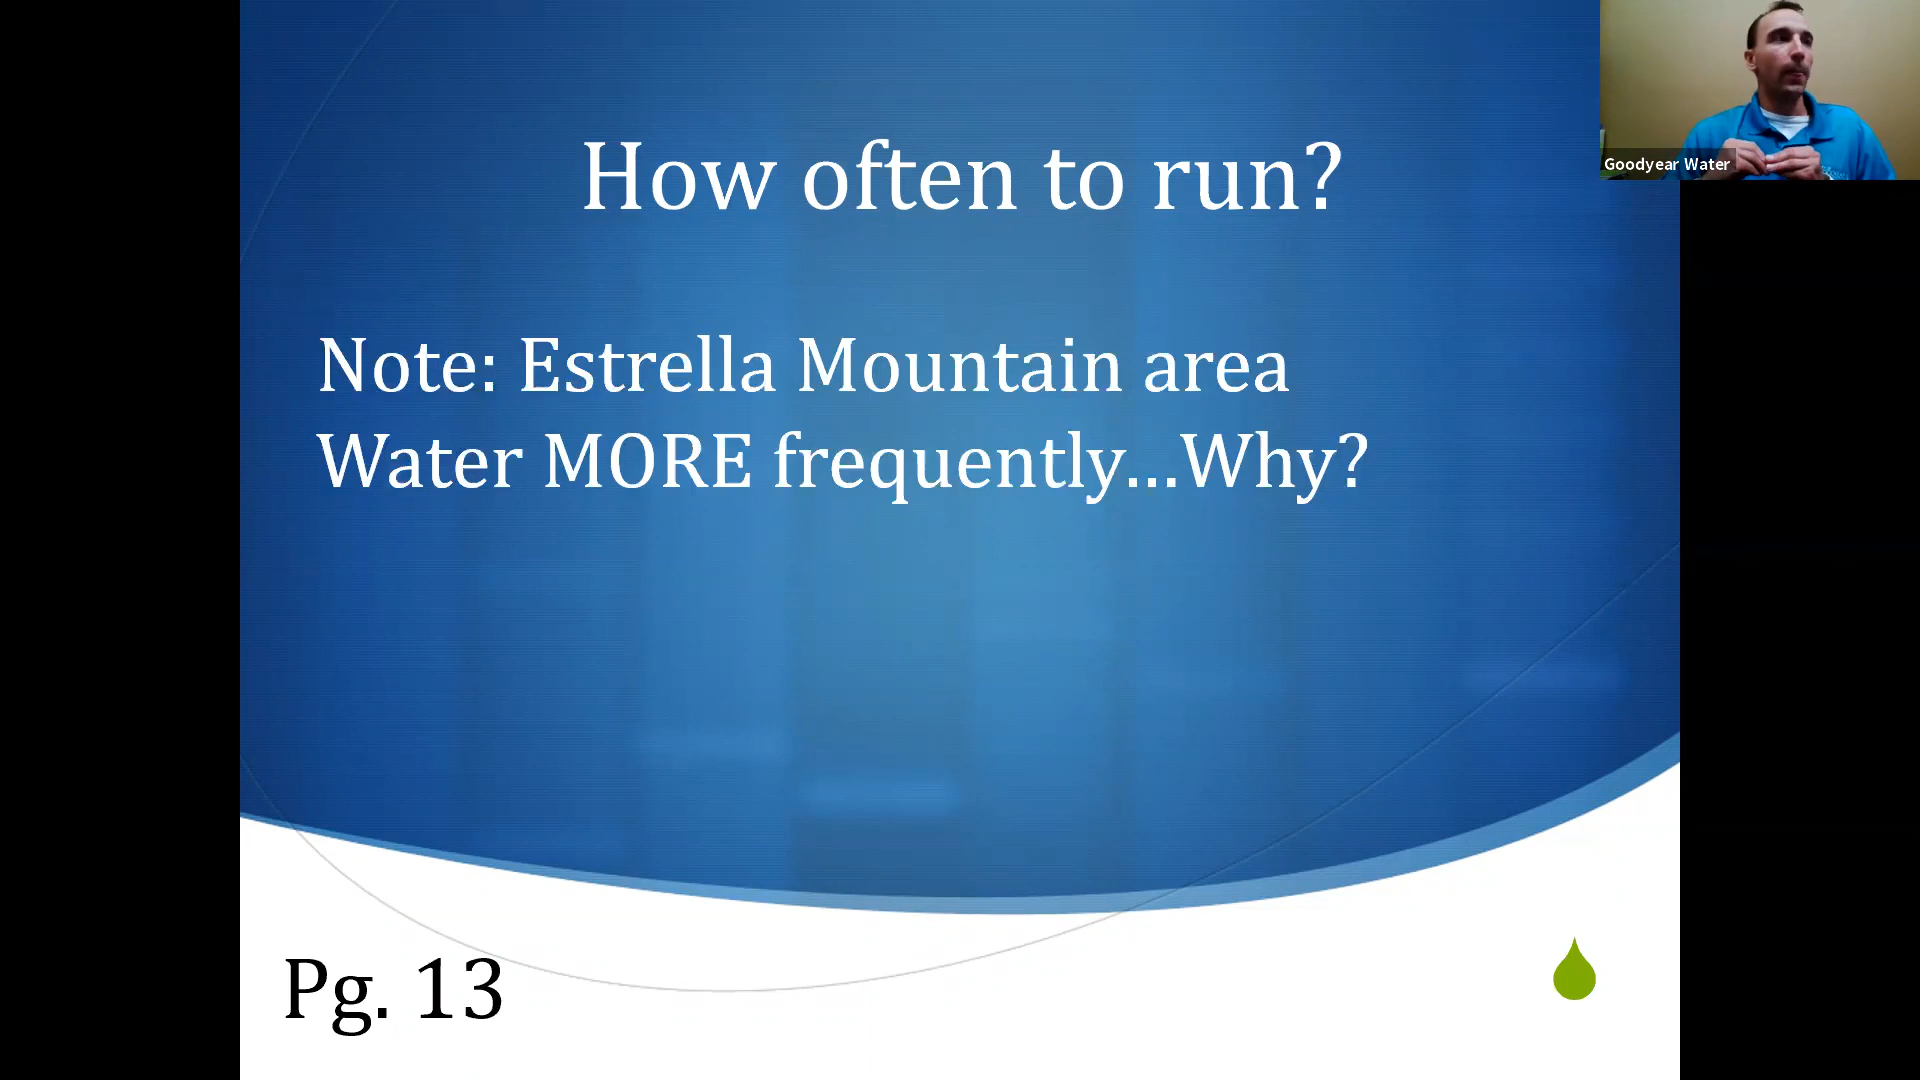 How often to run?
Note: Estrella Mountain area
Water MORE frequently...Why?
Pg. 13
Goodyear Water